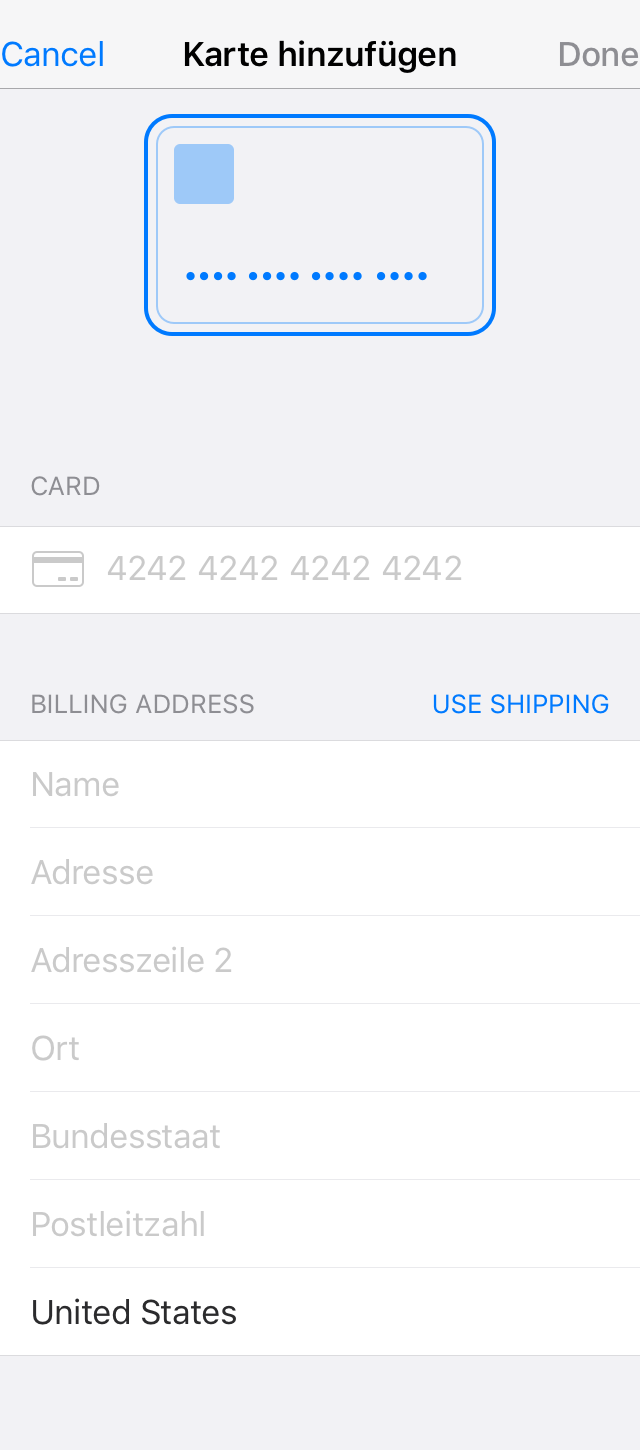 Cancel Karte hinzufügen Done
•••• •••• •••• ••••
CARD
4242 4242 4242 4242
BILLING ADDRESS USE SHIPPING
Name
Adresse
Adresszeile 2
Ort
Bundesstaat
Postleitzahl
United States